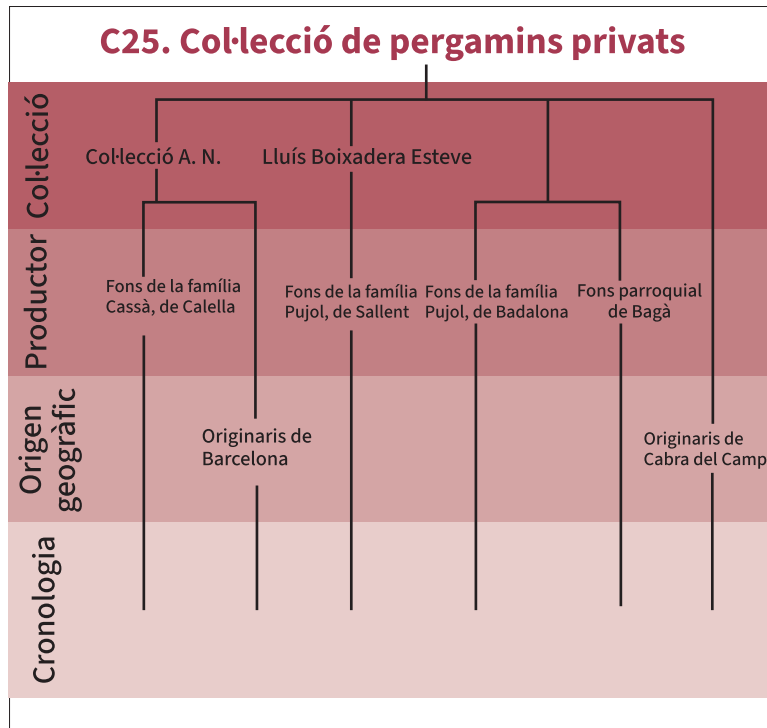 C25. Col·lecció de pergamins privats
Col·lecció
Col·lecció A. N.
Lluís Boixadera Esteve
Productor
Fons de la família
Cassà, de Calella
Fons de la família
Pujol, de Sallent
Fons de la família
Pujol, de Badalona
Fons parroquial
de Bagà
Origen
geogràfic
Originaris de
Barcelona
Originaris de
Cabra del Camp
Cronologia